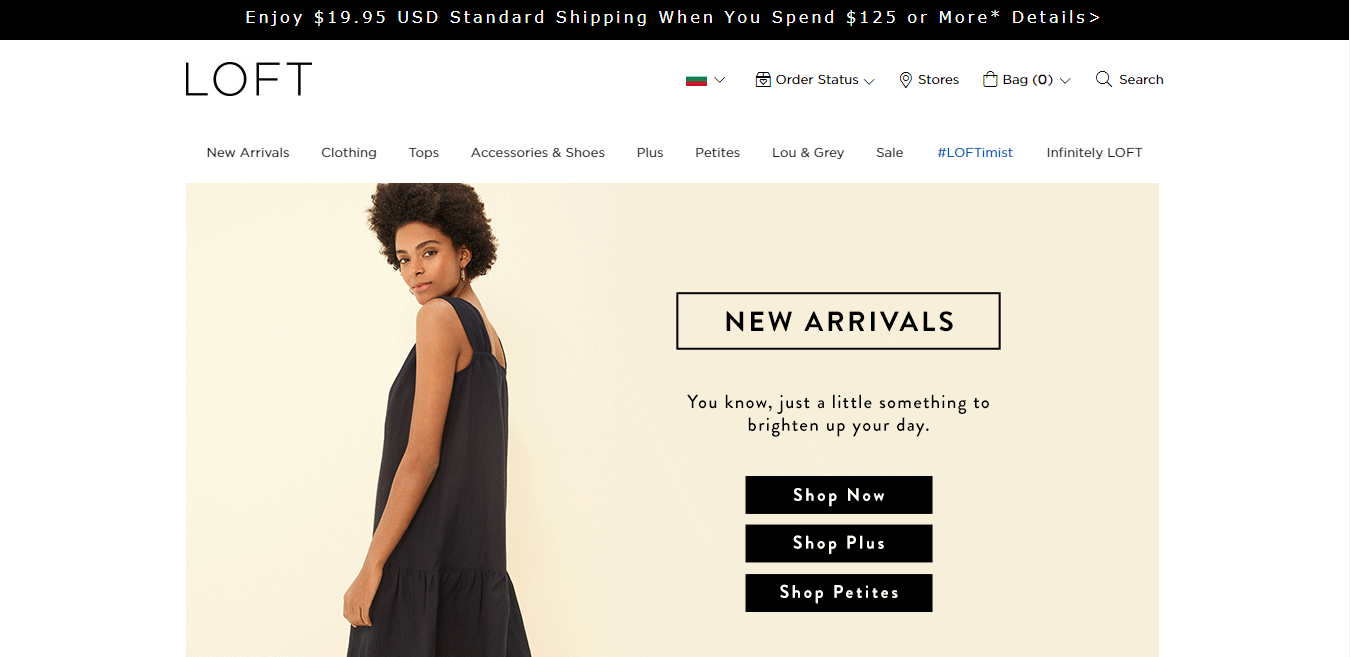 Enjoy $19.95 USD Standard Shipping When You Spend $125 or More* Details>
LOFT
Order Status
Stores
Bag (0)
Search
New Arrivals
Clothing
Tops
Accessories & Shoes
Plus
Petites
Lou & Grey
Sale
#LOFTimist
Infinitely LOFT
NEW ARRIVALS
You know, just a little something to
brighten up your day.
Shop Now
Shop Plus
Shop Petites